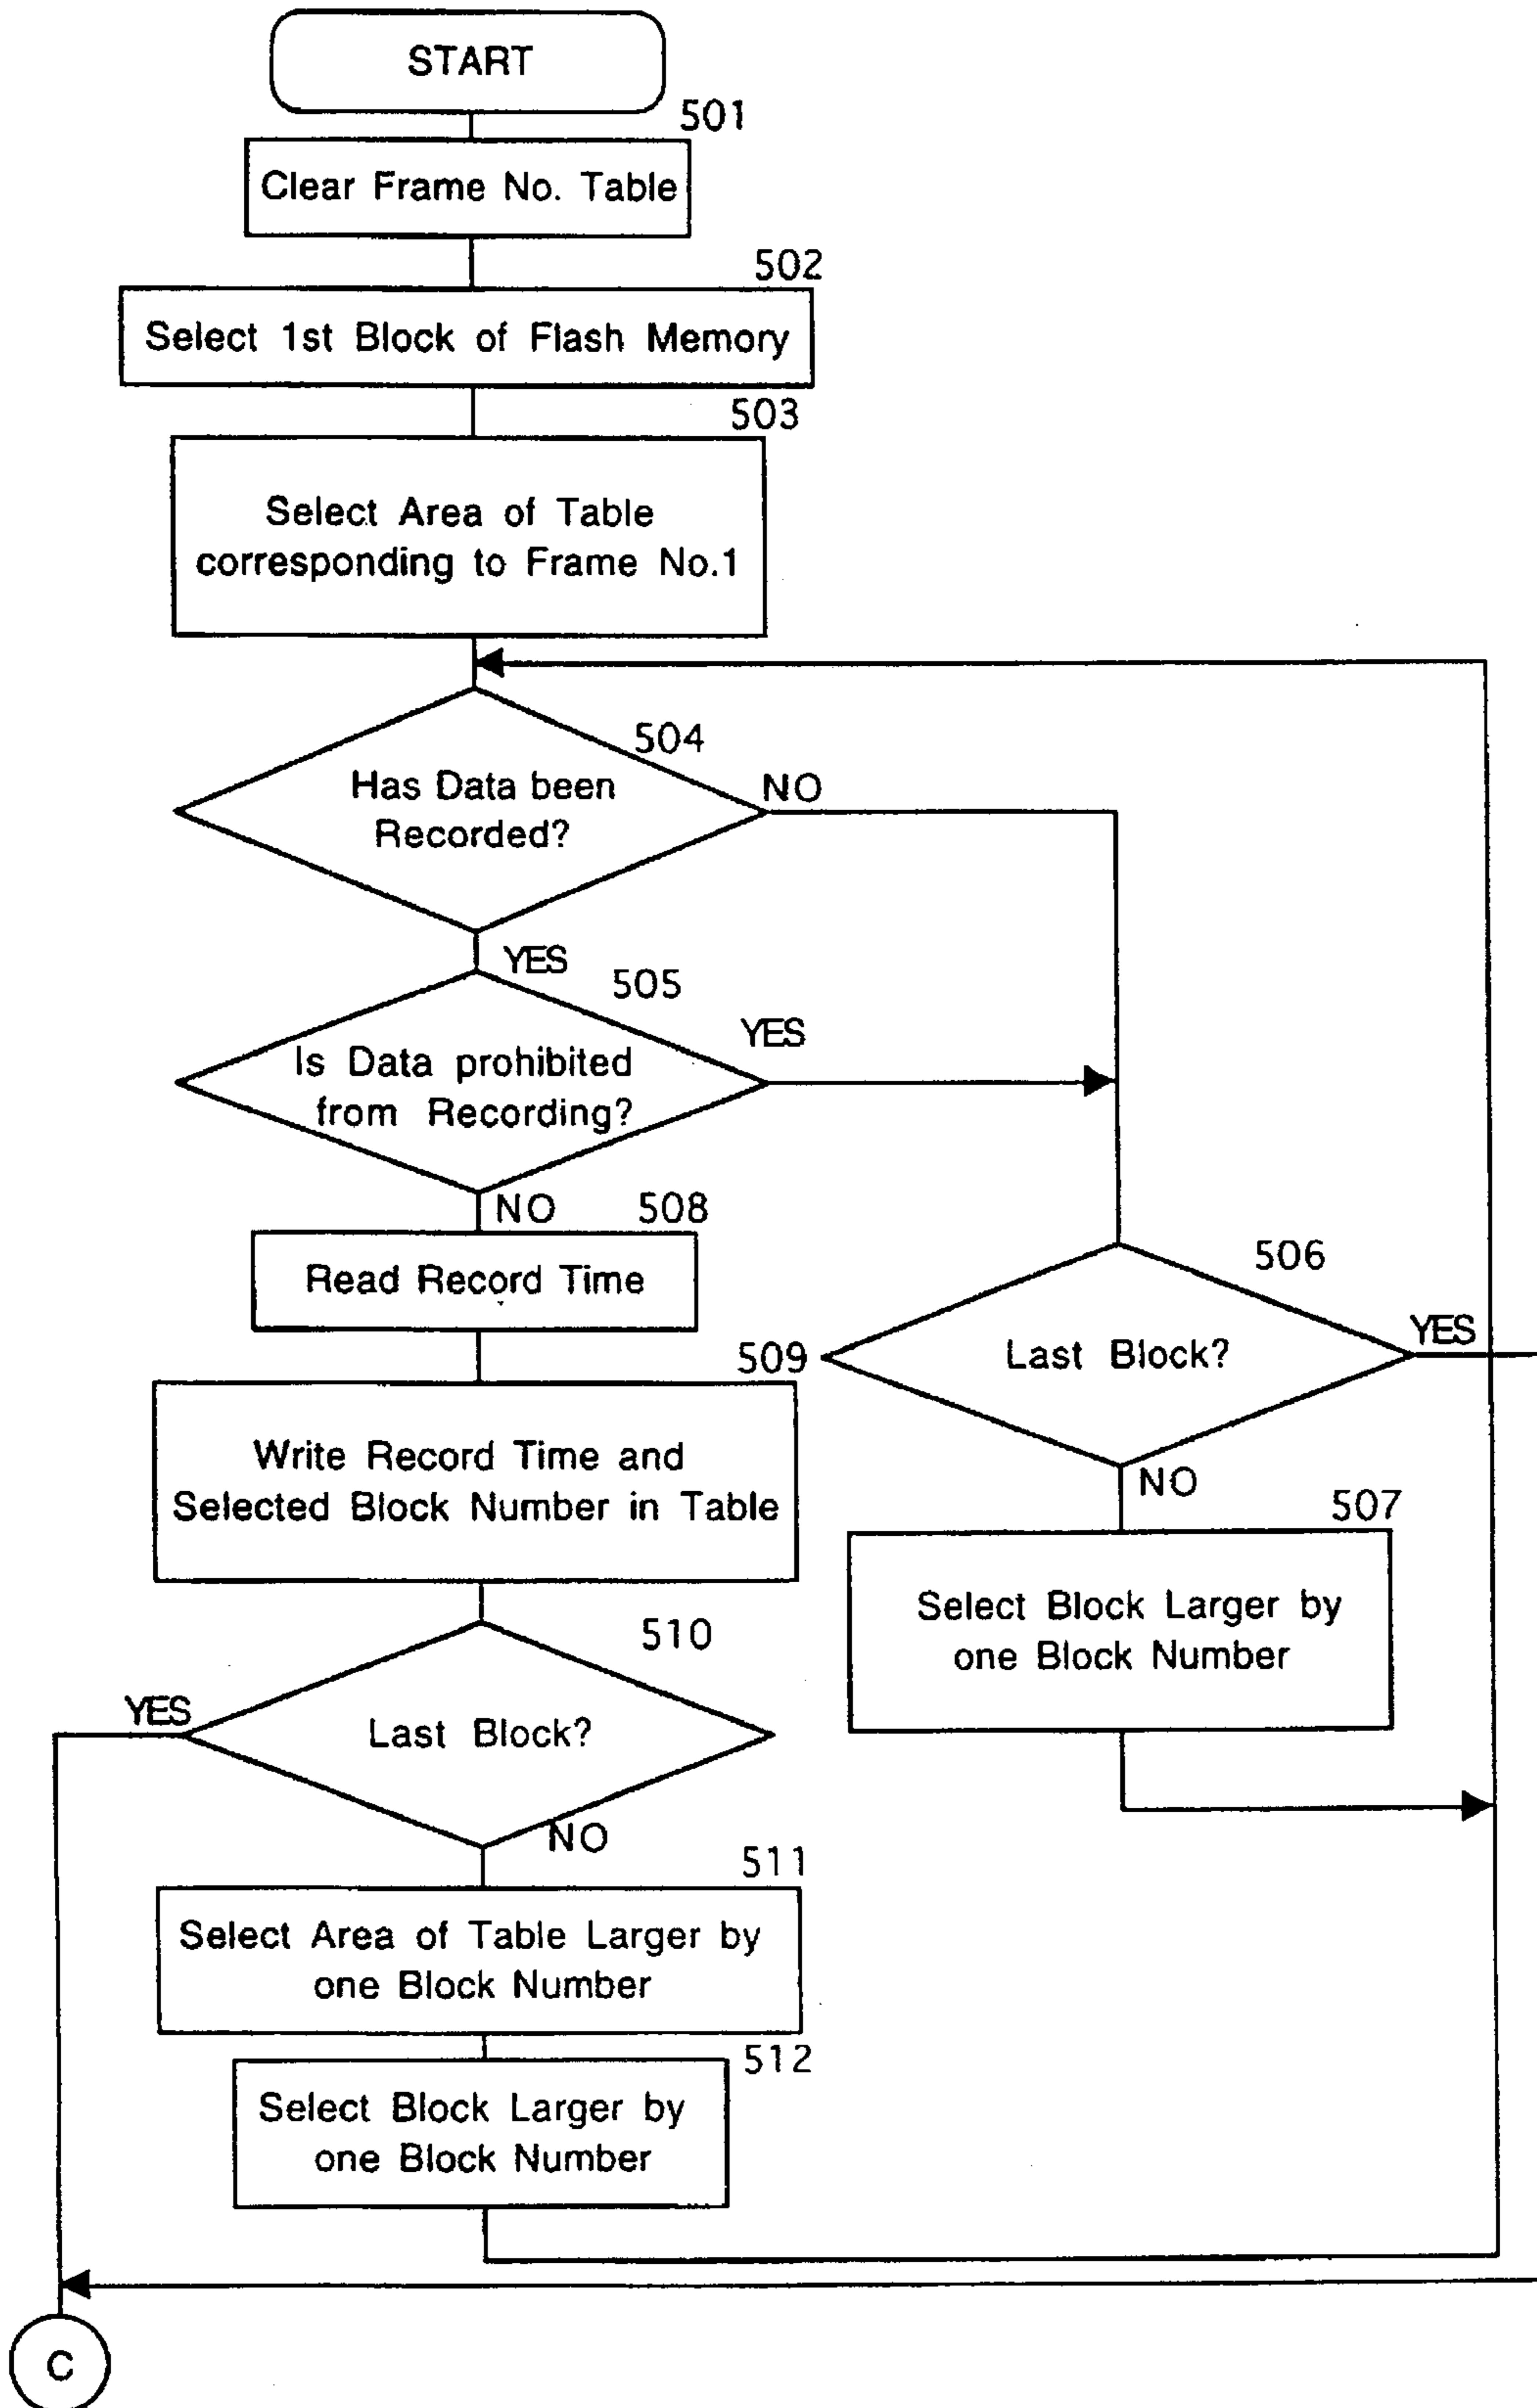 START
501
Clear Frame No. Table
502
Select 1st Block of Flash Memory
503
Select Area of Table
corresponding to Frame No.1
504
Has Data been
Recorded?
NO
YES
505
Is Data prohibited
from Recording?
YES
NO
508
Read Record Time
506
Last Block?
YES
NO
509
Write Record Time and
Selected Block Number in Table
507
Select Block Larger by
one Block Number
510
Last Block?
YES
NO
511
Select Area of Table Larger by
one Block Number
512
Select Block Larger by
one Block Number
C